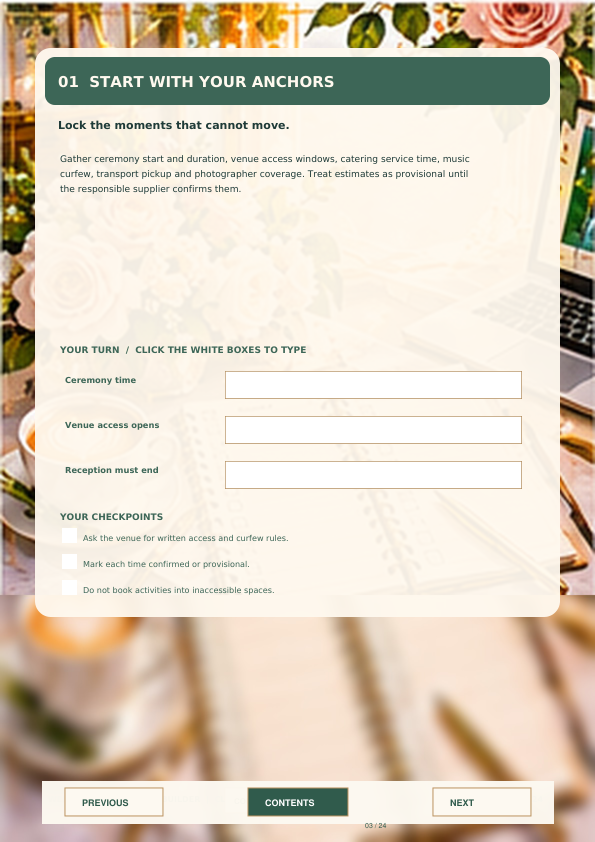 01 START WITH YOUR ANCHORS
Lock the moments that cannot move.
Gather ceremony start and duration, venue access windows, catering service time, music
curfew, transport pickup and photographer coverage. Treat estimates as provisional until
the responsible supplier confirms them.
YOUR TURN / CLICK THE WHITE BOXES TO TYPE
Ceremony time
Venue access opens
Reception must end
YOUR CHECKPOINTS
Ask the venue for written access and curfew rules.
Mark each time confirmed or provisional.
Do not book activities into inaccessible spaces.
PREVIOUS
CONTENTS
NEXT
03 / 24